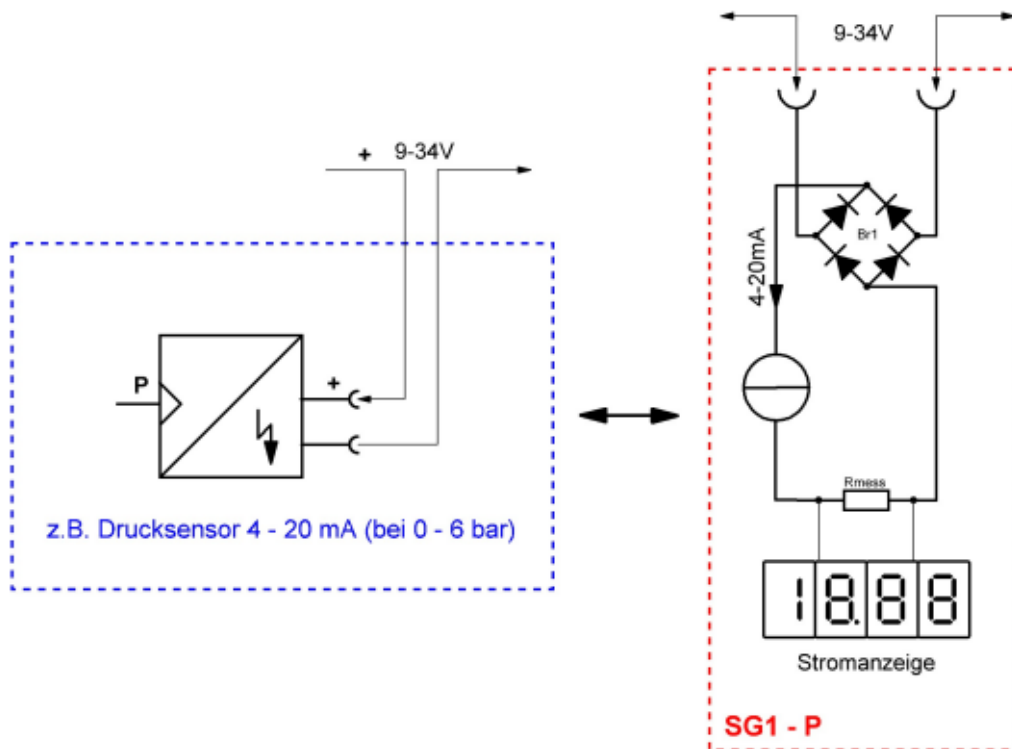 9-34V
+ 9-34V
Br1
4-20mA
P
+
Rmess
z.B. Drucksensor 4 - 20 mA (bei 0 - 6 bar)
18.88
Stromanzeige
SG1 - P